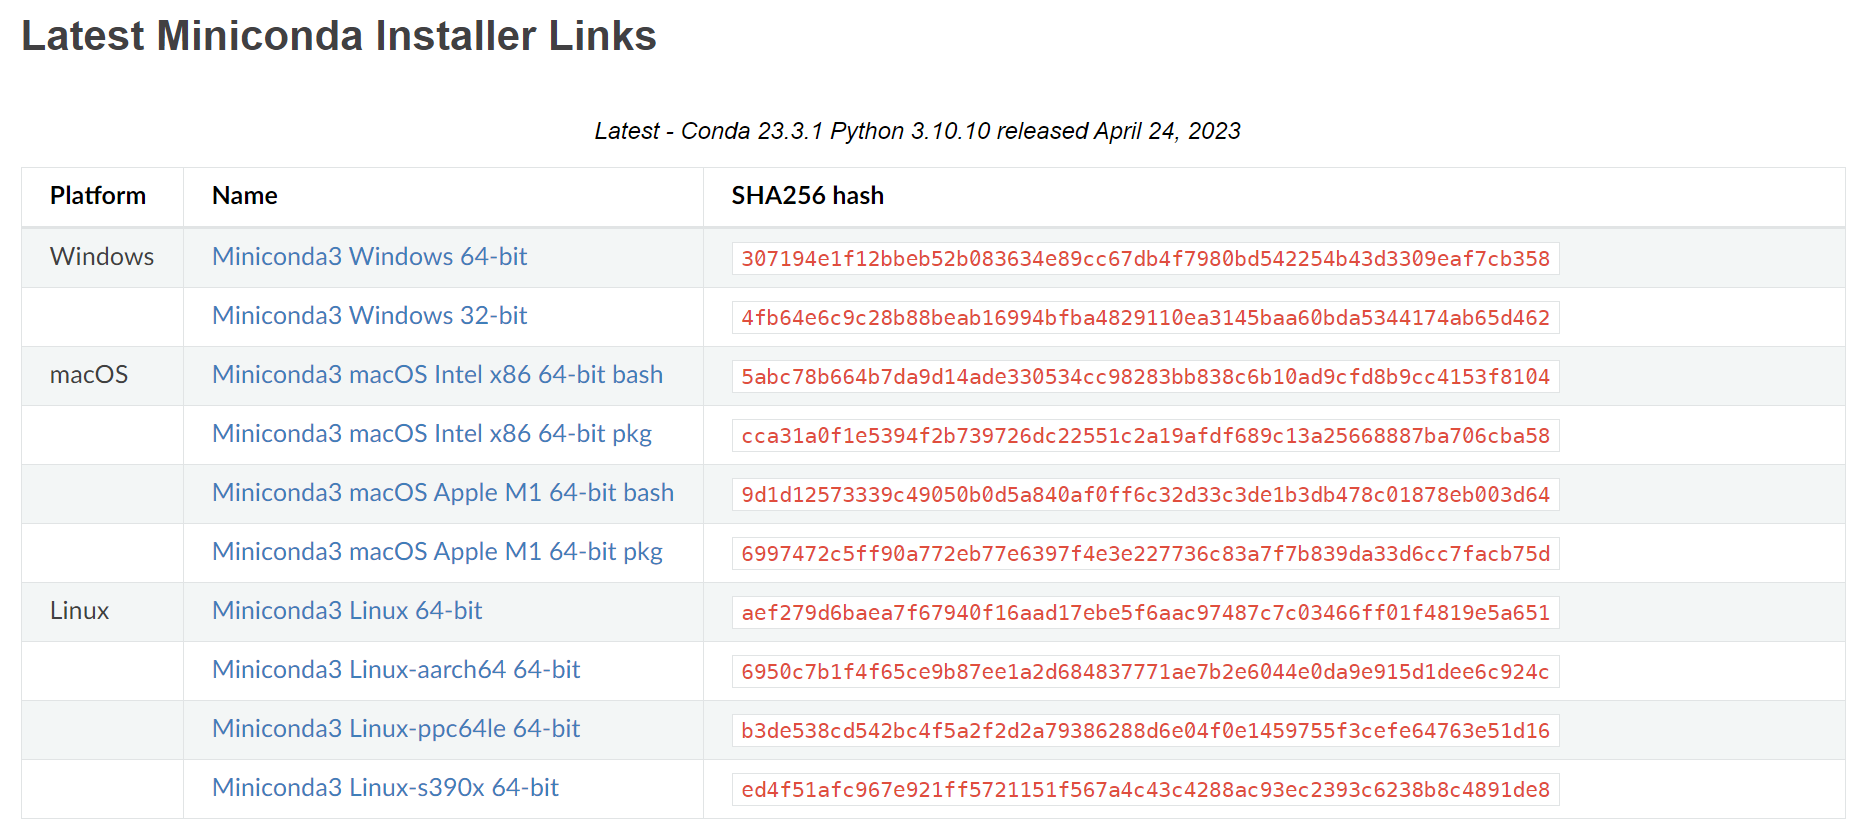 Latest Miniconda Installer Links
Latest - Conda 23.3.1 Python 3.10.10 released April 24, 2023
Platform Name SHA256 hash
Windows Miniconda3 Windows 64-bit 307194e1f12bbeb52b083634e89cc67db4f7980bd542254b43d3309eaf7cb358
Miniconda3 Windows 32-bit 4fb64e6c9c28b88beab16994bfba4829110ea3145baa60bda5344174ab65d462
macOS Miniconda3 macOS Intel x86 64-bit bash 5abc78b664b7da9d14ade330534cc98283bb838c6b10ad9cfd8b9cc4153f8104
Miniconda3 macOS Intel x86 64-bit pkg cca31a0f1e5394f2b739726dc22551c2a19afdf689c13a25668887ba706cba58
Miniconda3 macOS Apple M1 64-bit bash 9d1d12573339c49050b0d5a840af0ff6c32d33c3de1b3db478c01878eb003d64
Miniconda3 macOS Apple M1 64-bit pkg 6997472c5ff90a772eb77e6397f4e3e227736c83a7f7b839da33d6cc7facb75d
Linux Miniconda3 Linux 64-bit aef279d6baea7f67940f16aad17ebe5f6aac97487c7c03466ff01f4819e5a651
Miniconda3 Linux-aarch64 64-bit 6950c7b1f4f65ce9b87ee1a2d684837771ae7b2e6044e0da9e915d1dee6c924c
Miniconda3 Linux-ppc64le 64-bit b3de538cd542bc4f5a2f2d2a79386288d6e04f0e1459755f3cefe64763e51d16
Miniconda3 Linux-s390x 64-bit ed4f51afc967e921ff5721151f567a4c43c4288ac93ec2393c6238b8c4891de8